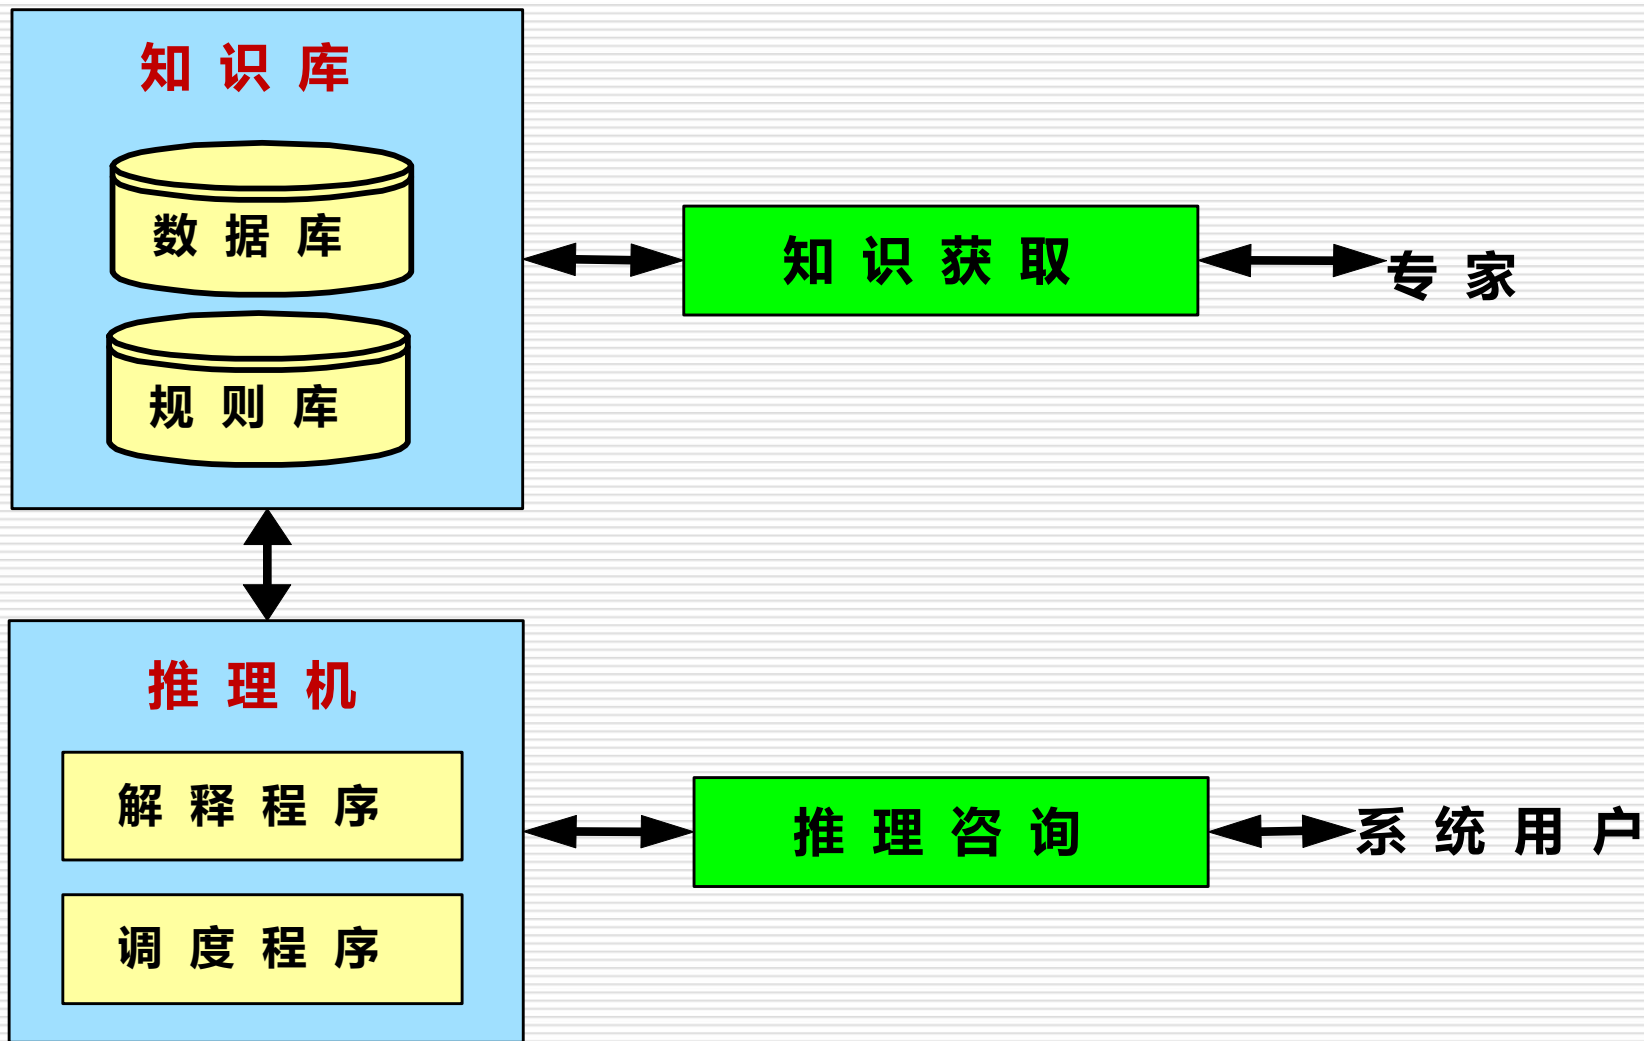 知 识 库
数 据 库
规 则 库
知 识 获 取
专 家
推 理 机
解 释 程 序
调 度 程 序
推 理 咨 询
系 统 用 户